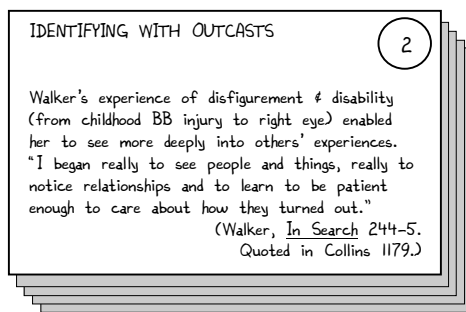 IDENTIFYING WITH OUTCASTS
2
Walker's experience of disfigurement & disability
(from childhood BB injury to right eye) enabled
her to see more deeply into others' experiences.
"I began really to see people and things, really to
notice relationships and to learn to be patient
enough to care about how they turned out."
(Walker, In Search 244-5.
Quoted in Collins 1179.)